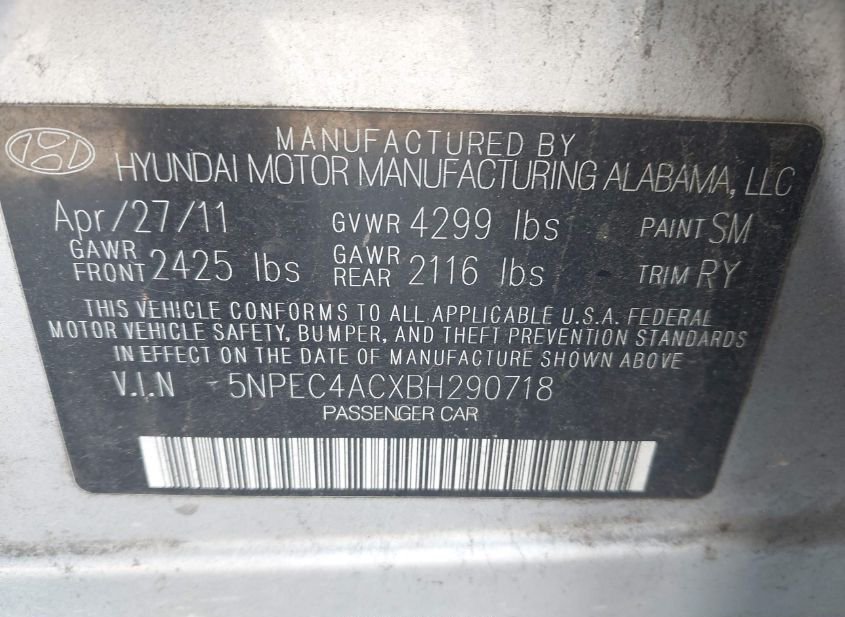 MANUFACTURED BY
HYUNDAI MOTOR MANUFACTURING ALABAMA, LLC
Apr/27/11 GVWR 4299 lbs PAINT SM
GAWR FRONT 2425 lbs GAWR REAR 2116 lbs TRIM RY
THIS VEHICLE CONFORMS TO ALL APPLICABLE U.S.A. FEDERAL
MOTOR VEHICLE SAFETY, BUMPER, AND THEFT PREVENTION STANDARDS
IN EFFECT ON THE DATE OF MANUFACTURE SHOWN ABOVE
V.I.N 5NPEC4ACXBH290718
PASSENGER CAR